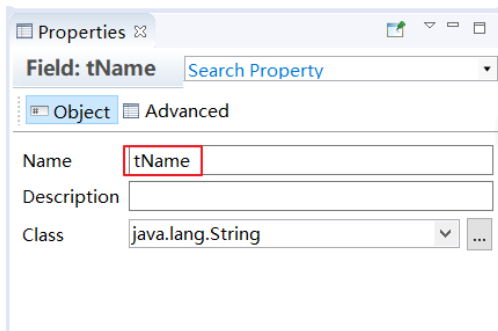 Properties
Field: tName
Search Property
Object
Advanced
Name
tName
Description
Class
java.lang.String
...